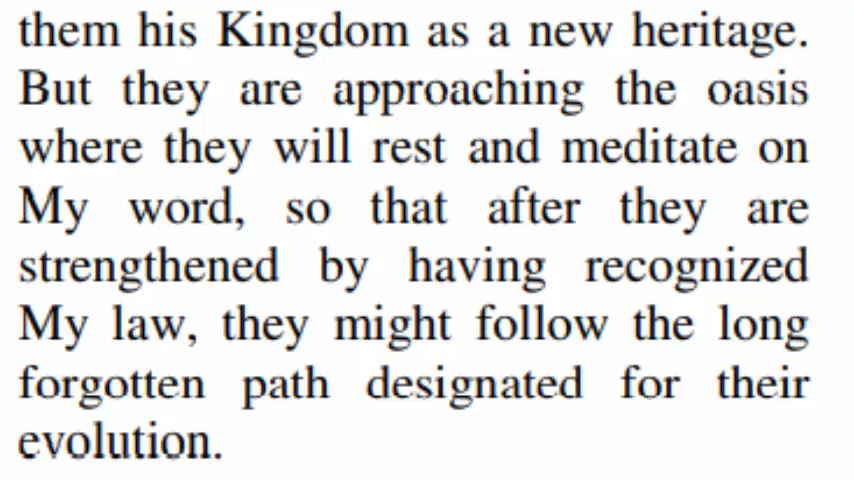 them his Kingdom as a new heritage.
But they are approaching the oasis
where they will rest and meditate on
My word, so that after they are
strengthened by having recognized
My law, they might follow the long
forgotten path designated for their
evolution.